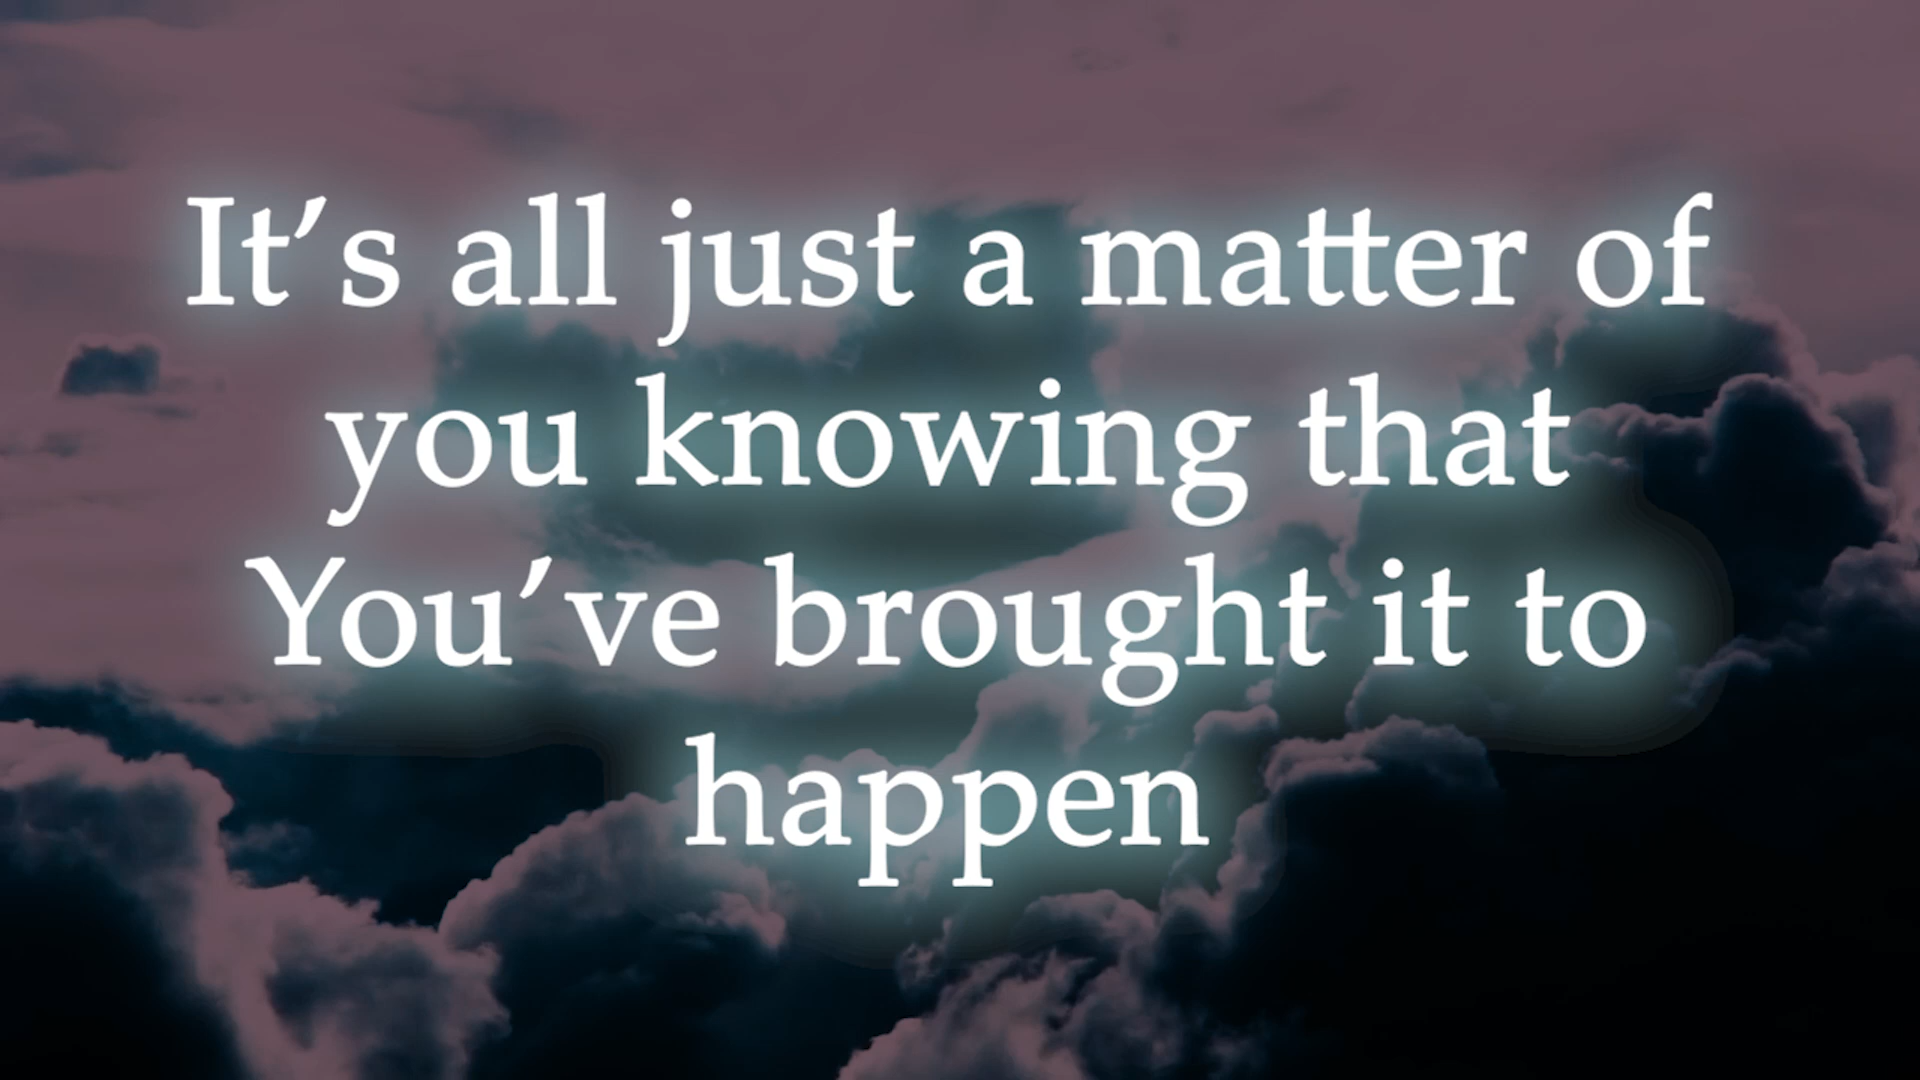 It’s all just a matter of
you knowing that
You’ve brought it to
happen